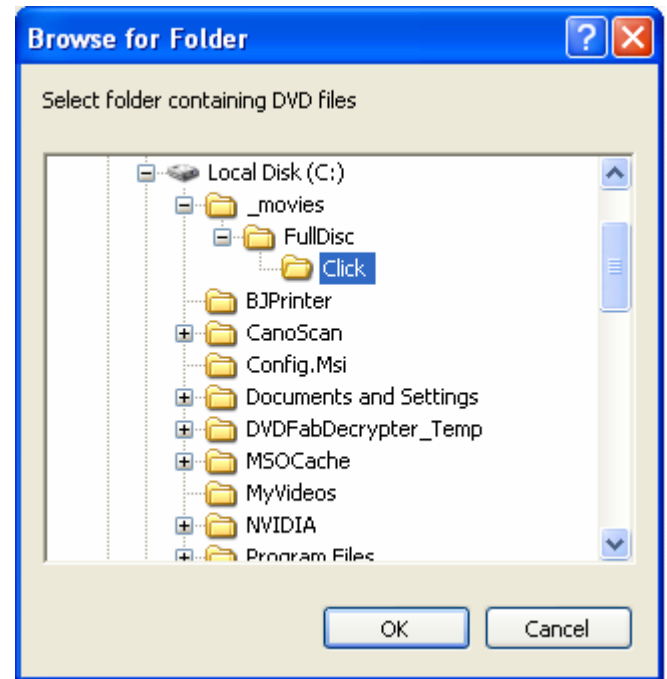 Browse for Folder
Select folder containing DVD files
Local Disk (C:)
_movies
FullDisc
Click
BJPrinter
CanoScan
Config.Msi
Documents and Settings
DVDFabDecrypter_Temp
MSOCache
MyVideos
NVIDIA
Program Files
OK Cancel